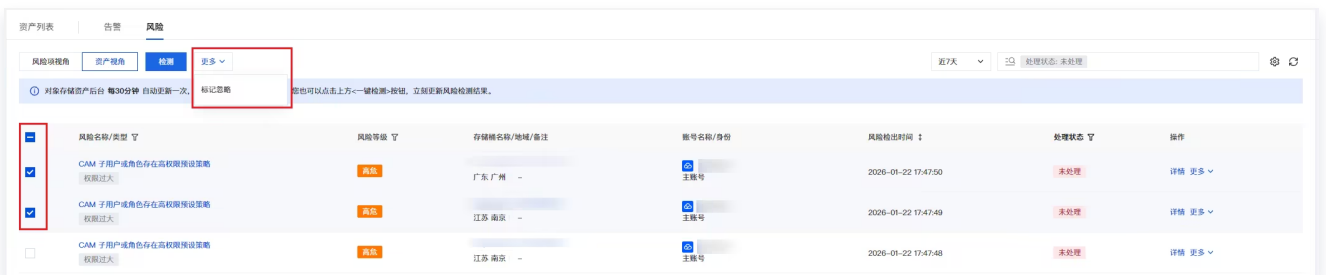 资产列表 告警 风险
风险项视角 资产视角 检测 更多 近7天 处理状态: 未处理
标记忽略
对象存储资产后台 每30分钟 自动更新一次, 您也可以点击上方<一键检测>按钮, 立刻更新风险检测结果。
风险名称/类型 风险等级 存储桶名称/地域/备注 账号名称/身份 风险检出时间 处理状态 操作
CAM 子用户或角色存在高权限预设策略
权限过大 高危 广东 广州 - 主账号 2026-01-22 17:47:50 未处理 详情 更多
CAM 子用户或角色存在高权限预设策略
权限过大 高危 江苏 南京 - 主账号 2026-01-22 17:47:49 未处理 详情 更多
CAM 子用户或角色存在高权限预设策略
权限过大 高危 江苏 南京 - 主账号 2026-01-22 17:47:48 未处理 详情 更多